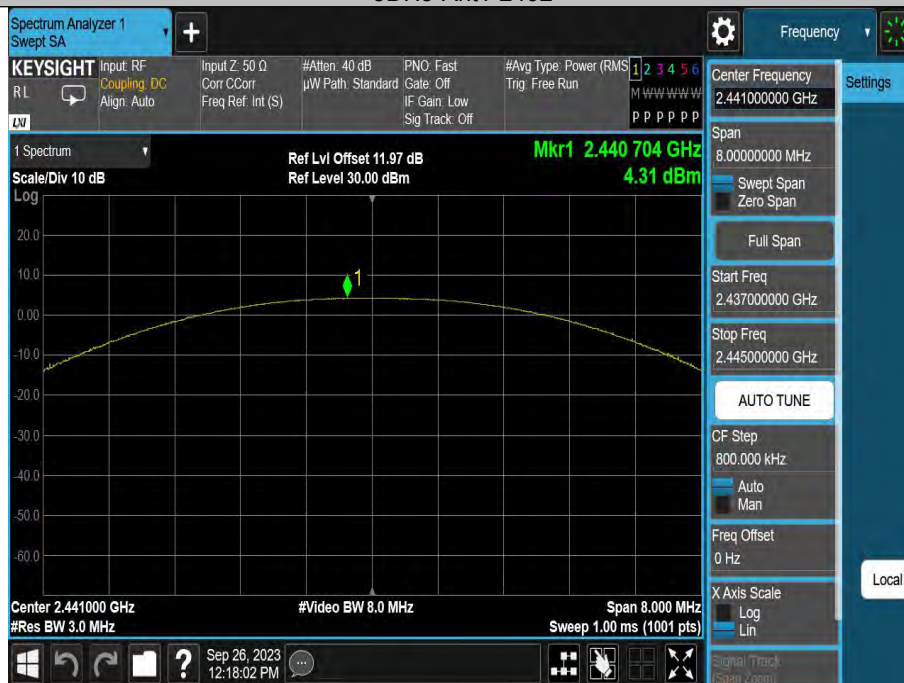 Spectrum Analyzer 1
Swept SA
+
Frequency
KEYSIGHT
RL
LXI
Input: RF
Coupling: DC
Align: Auto
Input Z: 50 Ω
Corr CCorr
Freq Ref: Int (S)
#Atten: 40 dB
µW Path: Standard
PNO: Fast
Gate: Off
IF Gain: Low
Sig Track: Off
#Avg Type: Power (RMS
Trig: Free Run
1 2 3 4 5 6
M W W W W W
P P P P P P
1 Spectrum
Scale/Div 10 dB
Log
Ref Lvl Offset 11.97 dB
Ref Level 30.00 dBm
Mkr1 2.440 704 GHz
4.31 dBm
20.0
10.0
0.00
-10.0
-20.0
-30.0
-40.0
-50.0
-60.0
1
Center 2.441000 GHz
#Res BW 3.0 MHz
#Video BW 8.0 MHz
Span 8.000 MHz
Sweep 1.00 ms (1001 pts)
Sep 26, 2023
12:18:02 PM
?
Center Frequency
2.441000000 GHz
Span
8.00000000 MHz
Swept Span
Zero Span
Full Span
Start Freq
2.437000000 GHz
Stop Freq
2.445000000 GHz
AUTO TUNE
CF Step
800.000 kHz
Auto
Man
Freq Offset
0 Hz
X Axis Scale
Log
Lin
Signal Track
(Span Zoom)
Settings
Local